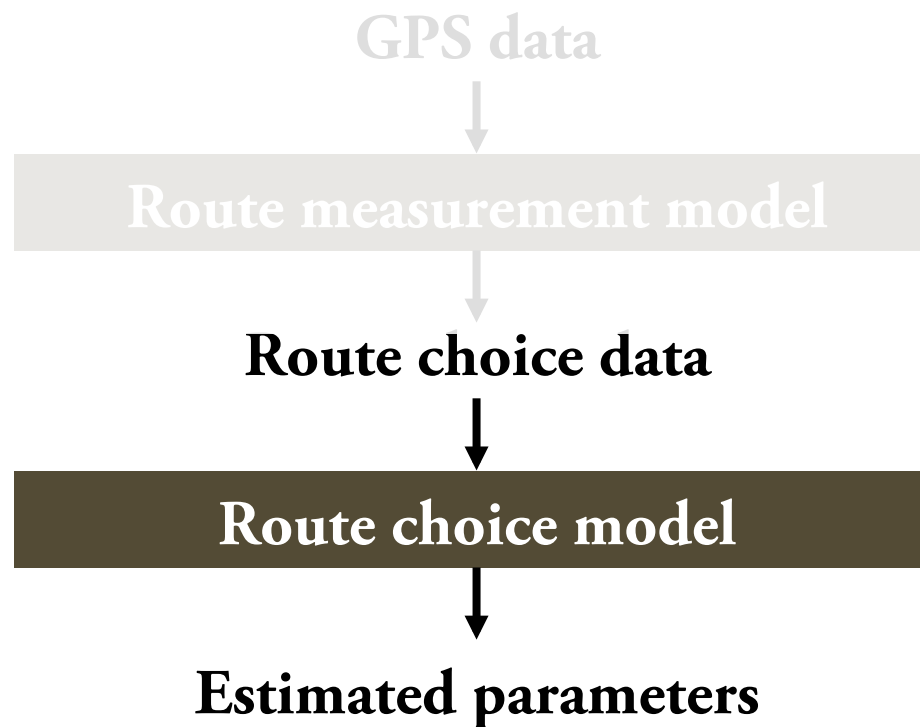 GPS data
Route measurement model
Route choice data
Route choice model
Estimated parameters